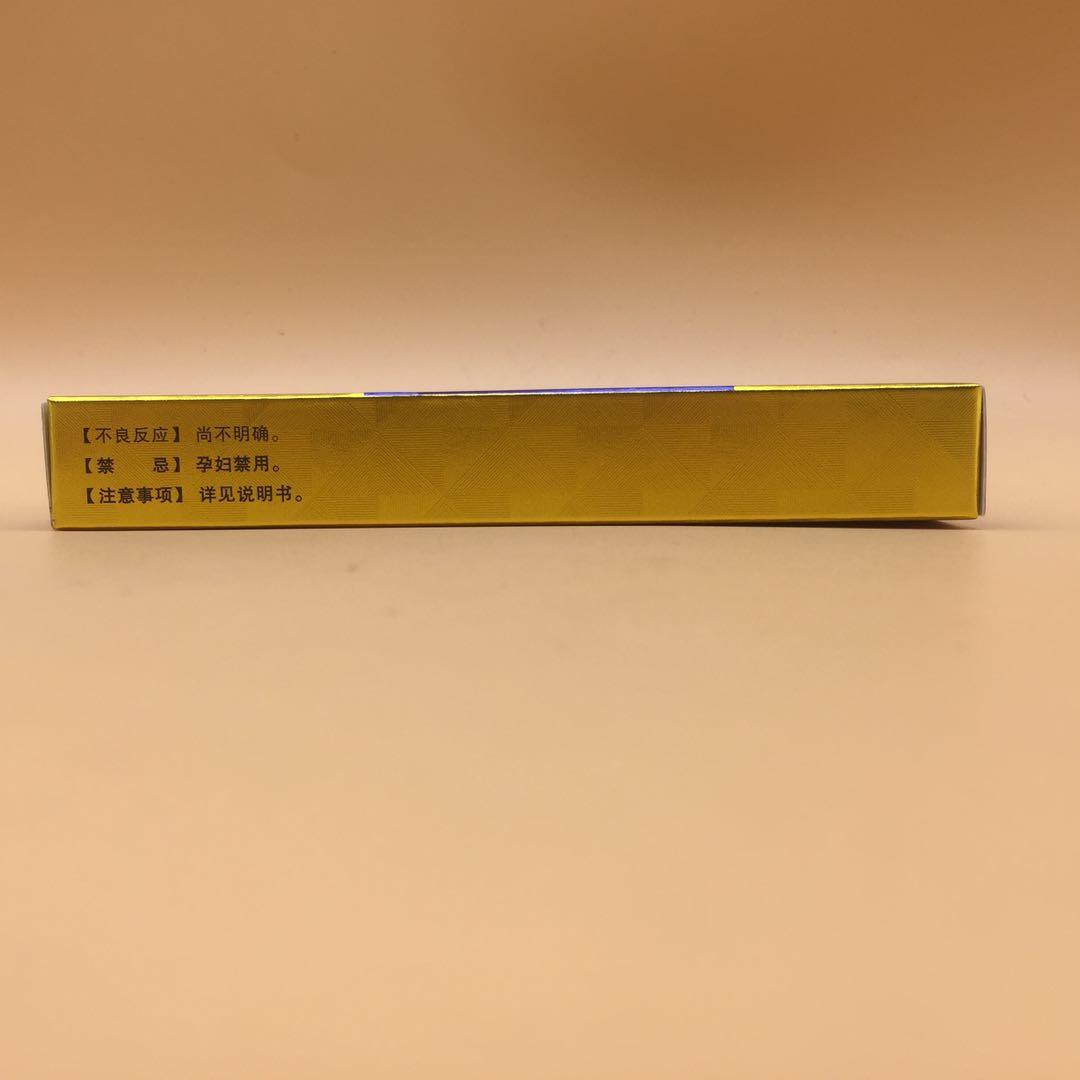 【不良反应】尚不明确。
【禁　　忌】孕妇禁用。
【注意事项】详见说明书。